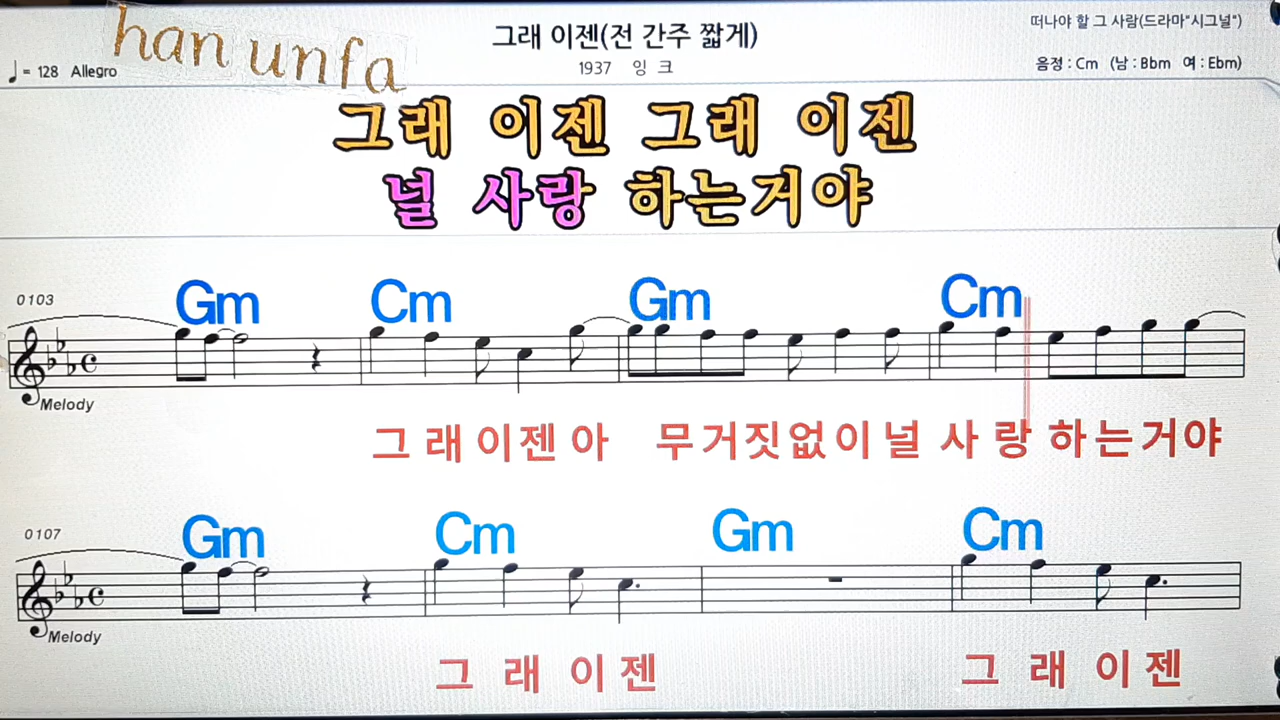 han unfa
그래 이젠(전 간주 짧게)
떠나야 할 그 사람(드라마"시그널")
♩= 128 Allegro
1937 잉 크
음정 : Cm (남 : Bbm 여 : Ebm)
그래 이젠 그래 이젠
널 사랑 하는거야
Gm Cm Gm Cm
0103
Melody
그래이젠아 무거짓없이널 사랑 하는거야
Gm Cm Gm Cm
0107
Melody
그 래 이 젠 그 래 이 젠